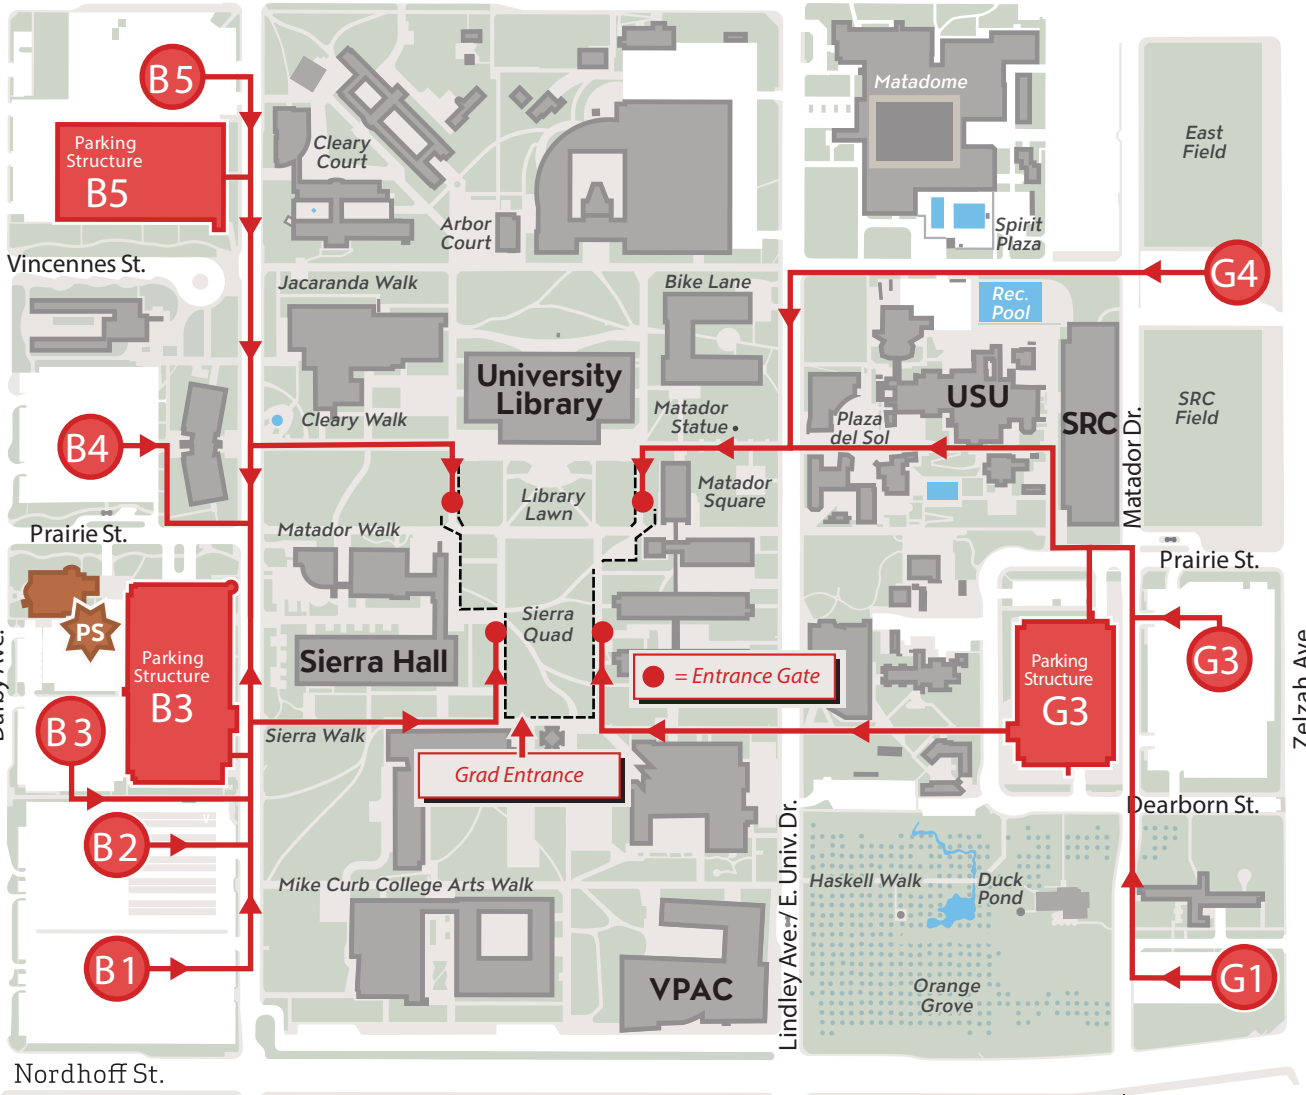 B5
Parking
Structure
B5
Vincennes St.
Cleary
Court
Arbor
Court
Jacaranda Walk
Bike Lane
Matadome
Spirit
Plaza
East
Field
G4
Rec.
Pool
University
Library
Cleary Walk
Matador
Statue
Plaza
del Sol
USU
SRC
Matador Dr.
SRC
Field
B4
Prairie St.
Library
Lawn
Matador
Square
Matador Walk
Prairie St.
PS
Parking
Structure
B3
B3
Sierra Hall
Sierra
Quad
= Entrance Gate
Parking
Structure
G3
G3
Zelzah Ave.
Sierra Walk
Grad Entrance
Dearborn St.
B2
v
B1
Mike Curb College Arts Walk
VPAC
Lindley Ave./ E. Univ. Dr.
Haskell Walk
Duck
Pond
Orange
Grove
G1
Nordhoff St.